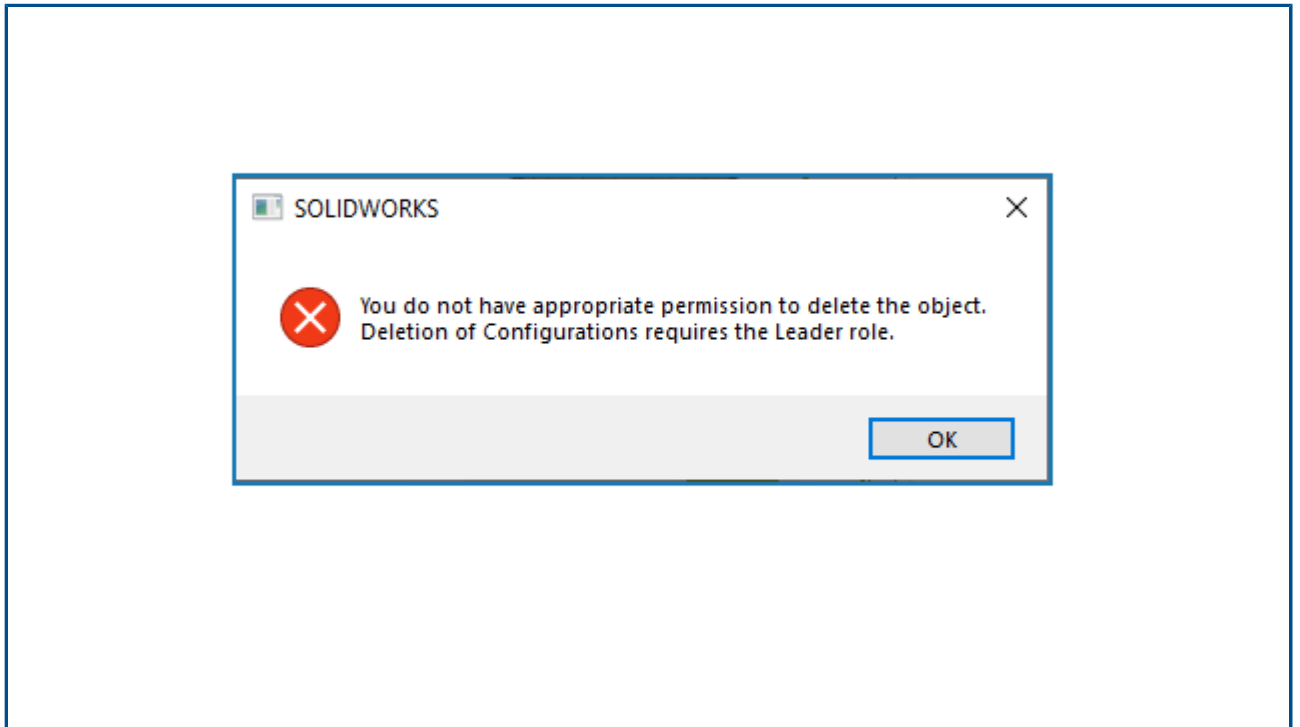 SOLIDWORKS
You do not have appropriate permission to delete the object.
Deletion of Configurations requires the Leader role.
OK